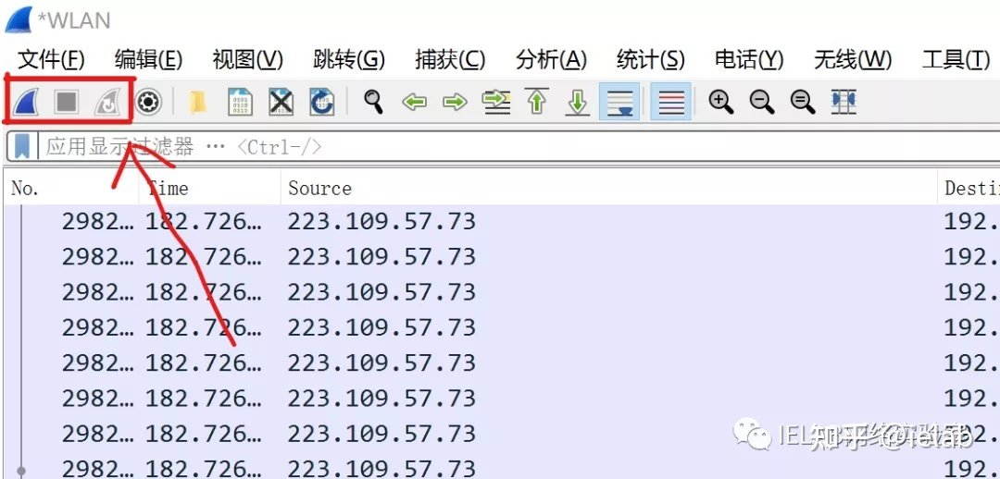 *WLAN
文件(F) 编辑(E) 视图(V) 跳转(G) 捕获(C) 分析(A) 统计(S) 电话(Y) 无线(W) 工具(T)
应用显示过滤器 … <Ctrl-/>
No. Time Source Destin
2982… 182.726… 223.109.57.73 192.
2982… 182.726… 223.109.57.73 192.
2982… 182.726… 223.109.57.73 192.
2982… 182.726… 223.109.57.73 192.
2982… 182.726… 223.109.57.73 192.
2982… 182.726… 223.109.57.73 192.
2982… 182.726… 223.109.57.73 192.
2982… 182.726… 223.109.57.73 192.
知乎 @ielab